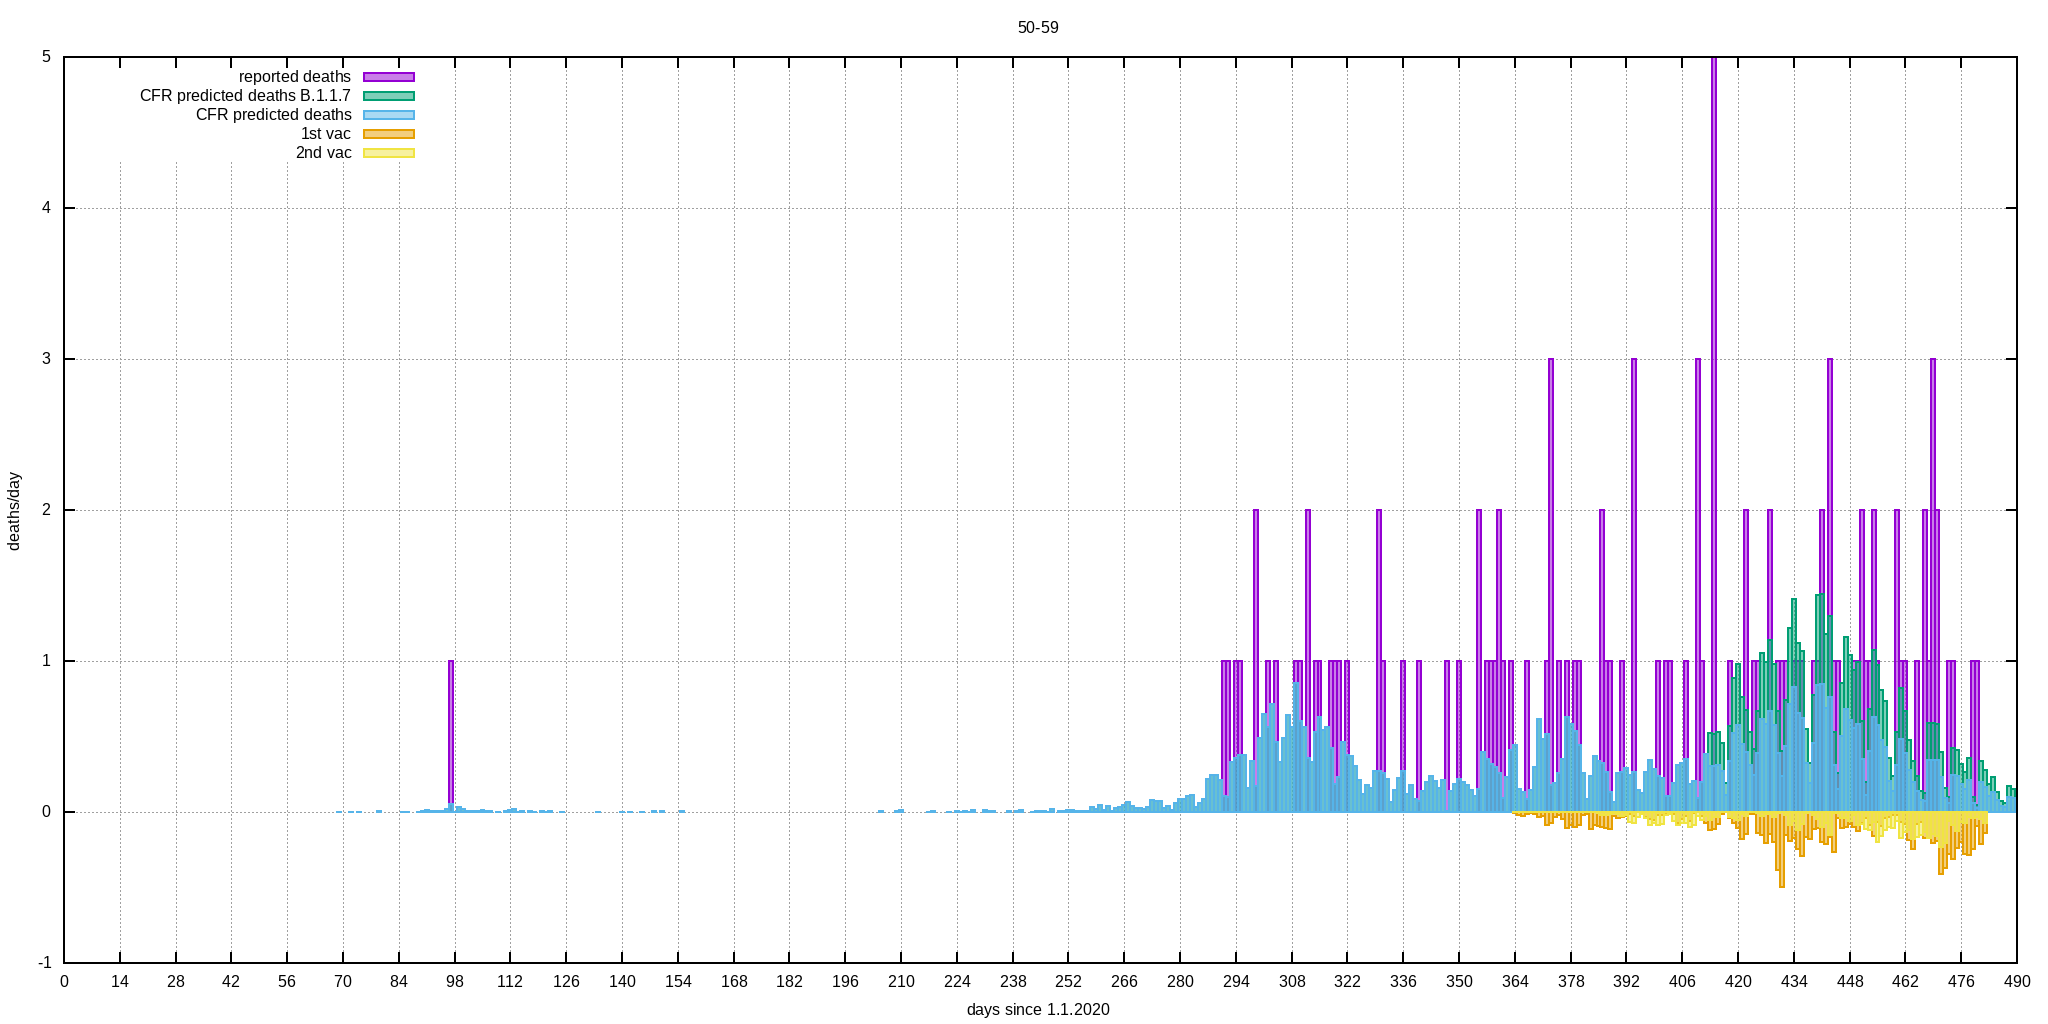 50-59
reported deaths
CFR predicted deaths B.1.1.7
CFR predicted deaths
1st vac
2nd vac
5
4
3
2
1
0
-1
deaths/day
0 14 28 42 56 70 84 98 112 126 140 154 168 182 196 210 224 238 252 266 280 294 308 322 336 350 364 378 392 406 420 434 448 462 476 490
days since 1.1.2020